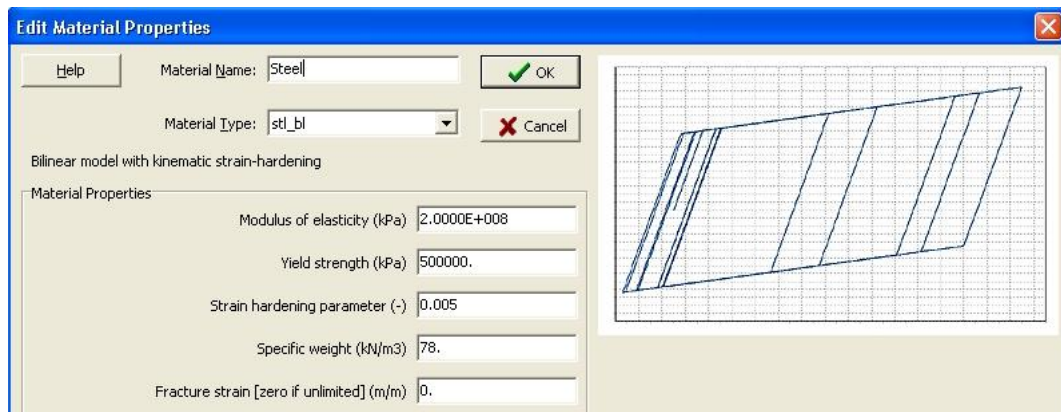 Edit Material Properties
Help
Material Name: Steel
OK
Material Type: stl_bl
Cancel
Bilinear model with kinematic strain-hardening
Material Properties
Modulus of elasticity (kPa) 2.0000E+008
Yield strength (kPa) 500000.
Strain hardening parameter (-) 0.005
Specific weight (kN/m3) 78.
Fracture strain [zero if unlimited] (m/m) 0.